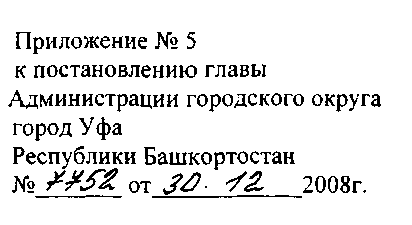 Приложение № 5
к постановлению главы
Администрации городского округа
город Уфа
Республики Башкортостан
№ 7752 от 30. 12 2008г.